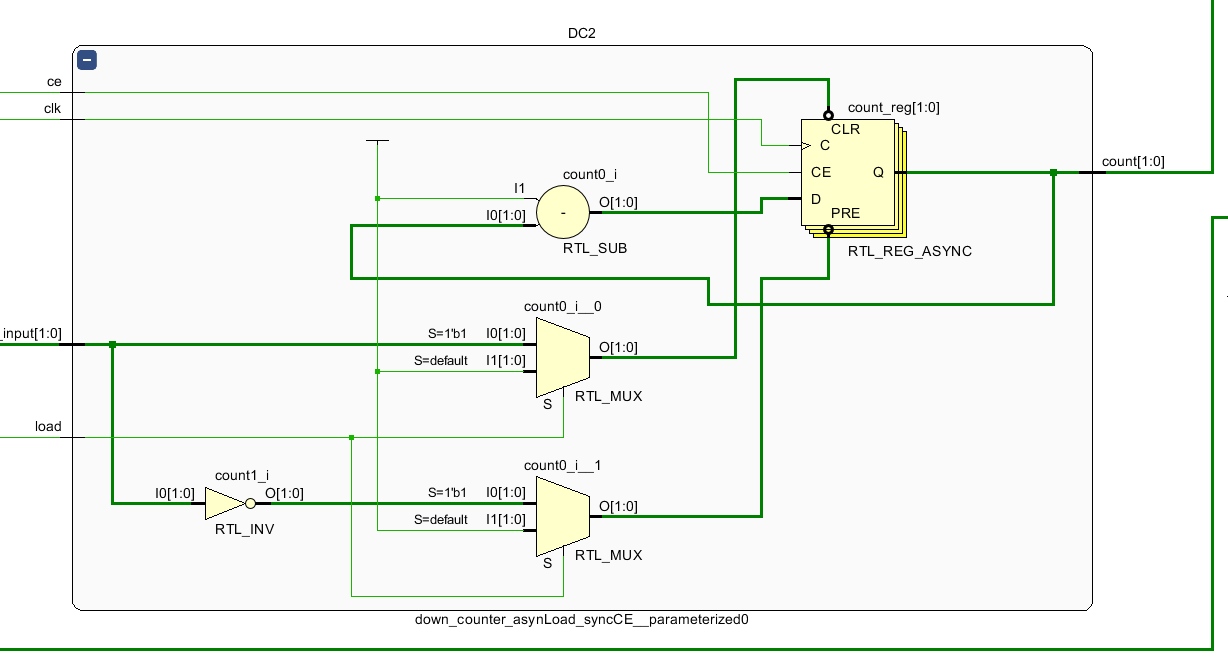 DC2
ce
clk
count_reg[1:0]
CLR
C
CE
Q
D
PRE
RTL_REG_ASYNC
count[1:0]
count0_i
I1
I0[1:0]
O[1:0]
-
RTL_SUB
count0_i__0
_input[1:0]
S=1'b1
I0[1:0]
S=default
I1[1:0]
O[1:0]
S
RTL_MUX
load
count0_i__1
count1_i
I0[1:0]
O[1:0]
RTL_INV
S=1'b1
I0[1:0]
S=default
I1[1:0]
O[1:0]
S
RTL_MUX
down_counter_asynLoad_syncCE__parameterized0